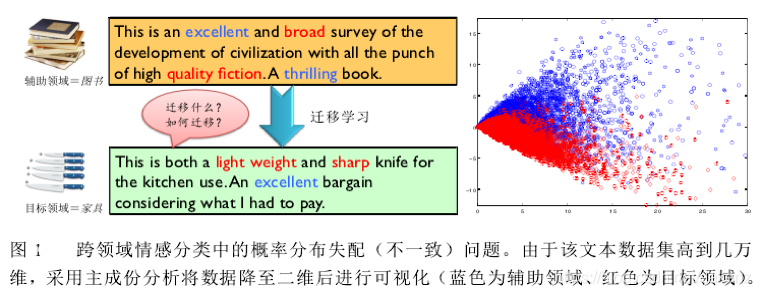 This is an excellent and broad survey of the
development of civilization with all the punch
of high quality fiction. A thrilling book.
辅助领域=图书
迁移什么？
如何迁移？
迁移学习
This is both a light weight and sharp knife for
the kitchen use. An excellent bargain
considering what I had to pay.
目标领域=家具
15
10
5
0
-5
-10
0
5
10
15
20
25
30
图 1 跨领域情感分类中的概率分布失配（不一致）问题。由于该文本数据集高到几万
维，采用主成份分析将数据降至二维后进行可视化（蓝色为辅助领域、红色为目标领域）。